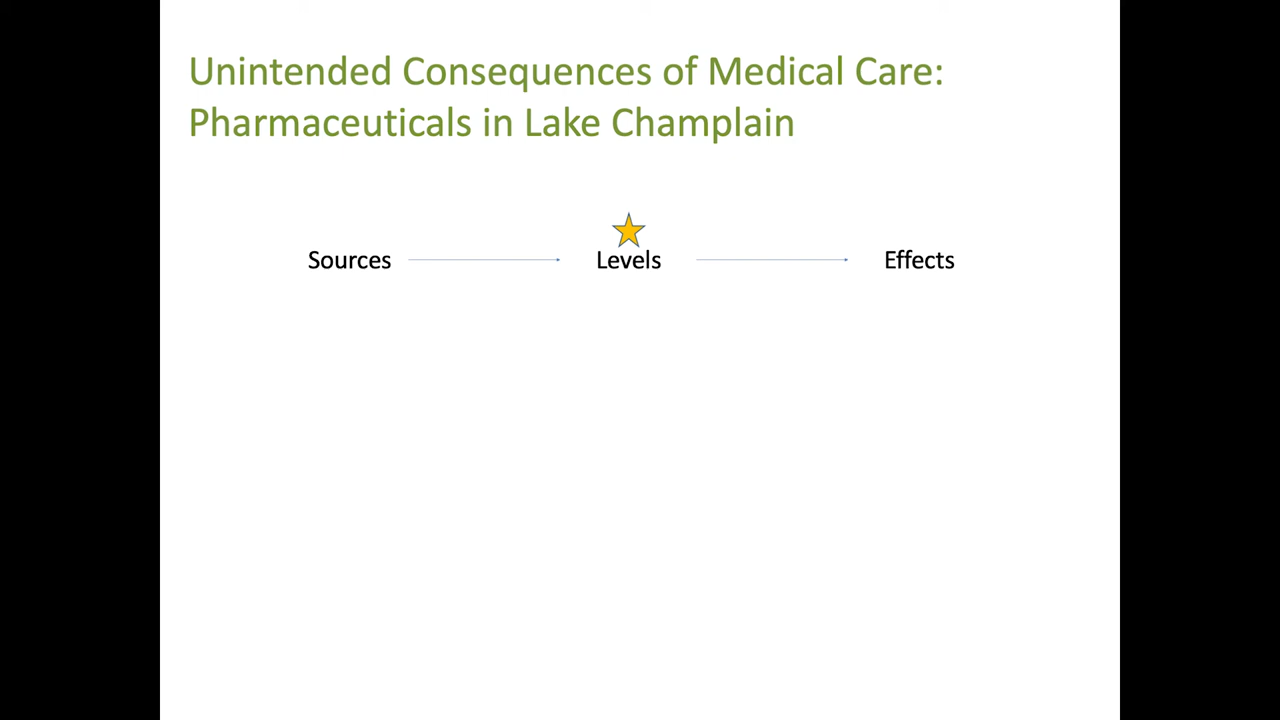 Unintended Consequences of Medical Care:
Pharmaceuticals in Lake Champlain
Sources Levels Effects